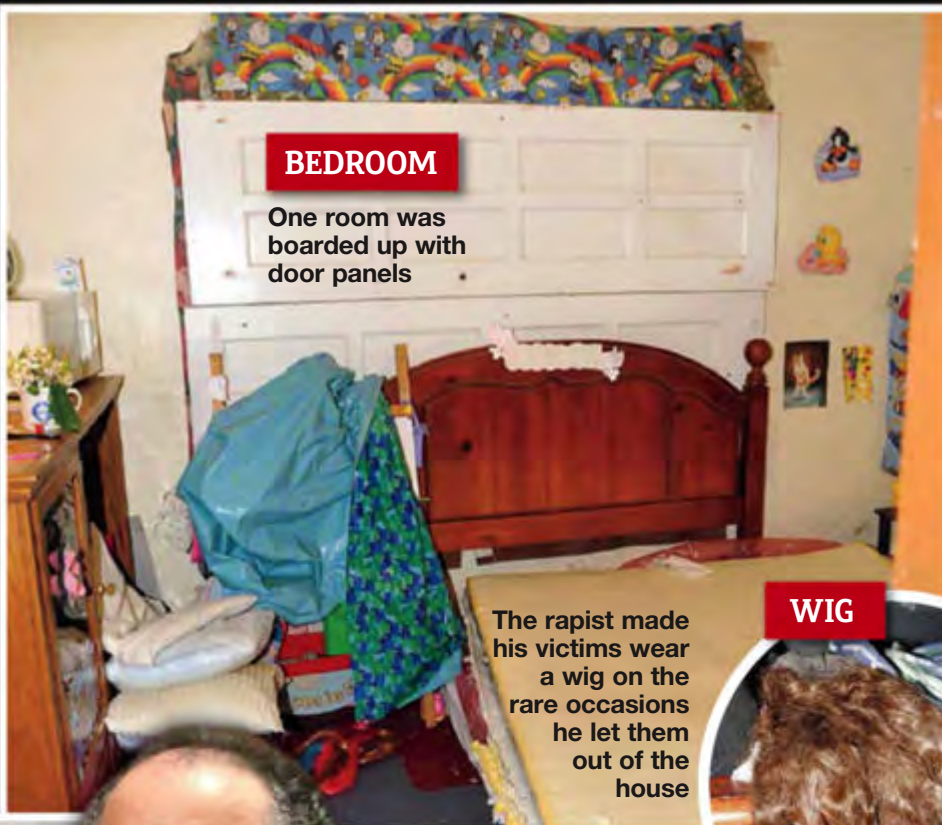 BEDROOM
One room was
boarded up with
door panels
The rapist made
his victims wear
a wig on the
rare occasions
he let them
out of the
house
WIG